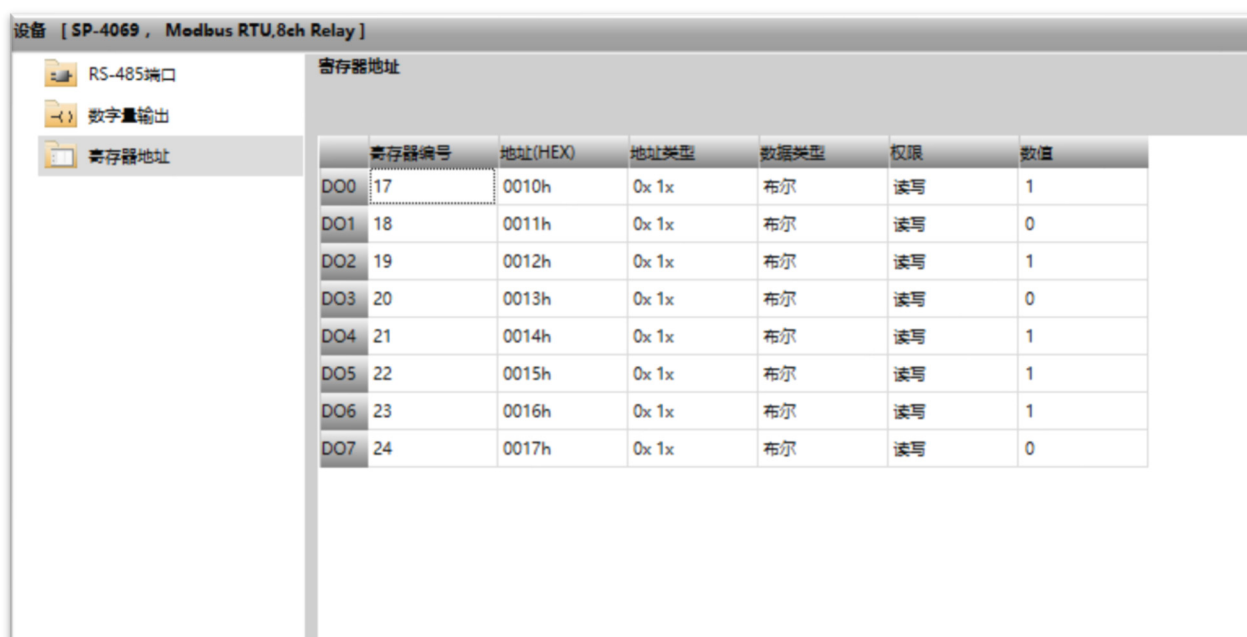 设备 [ SP-4069， Modbus RTU,8ch Relay ]
RS-485端口
数字量输出
寄存器地址
寄存器地址
寄存器编号 地址(HEX) 地址类型 数据类型 权限 数值
DO0 17 0010h 0x 1x 布尔 读写 1
DO1 18 0011h 0x 1x 布尔 读写 0
DO2 19 0012h 0x 1x 布尔 读写 1
DO3 20 0013h 0x 1x 布尔 读写 0
DO4 21 0014h 0x 1x 布尔 读写 1
DO5 22 0015h 0x 1x 布尔 读写 1
DO6 23 0016h 0x 1x 布尔 读写 1
DO7 24 0017h 0x 1x 布尔 读写 0